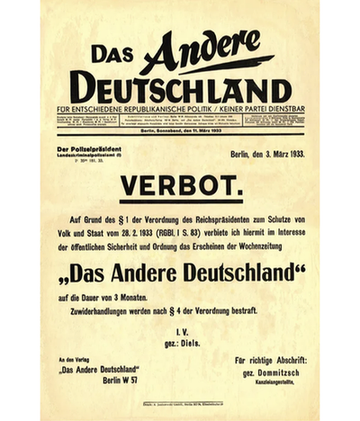 DAS Andere
DEUTSCHLAND
FÜR ENTSCHIEDENE REPUBLIKANISCHE POLITIK / KEINER PARTEI DIENSTBAR
Berlin, Sonnabend, den 11. März 1933
Der Polizeipräsident
Landeskriminalpolizeiamt (I)
Berlin, den 3. März 1933.
VERBOT.
Auf Grund des § 1 der Verordnung des Reichspräsidenten zum Schutze von
Volk und Staat vom 28. 2. 1933 (RGBl. I S. 83) verbiete ich hiermit im Interesse
der öffentlichen Sicherheit und Ordnung das Erscheinen der Wochenzeitung
„Das Andere Deutschland“
auf die Dauer von 3 Monaten.
Zuwiderhandlungen werden nach § 4 der Verordnung bestraft.
I. V.
gez.: Diels.
An den Verlag
"Das Andere Deutschland"
Berlin W 57
Für richtige Abschrift:
gez. Dommitzsch
Kanzleiangestellte.